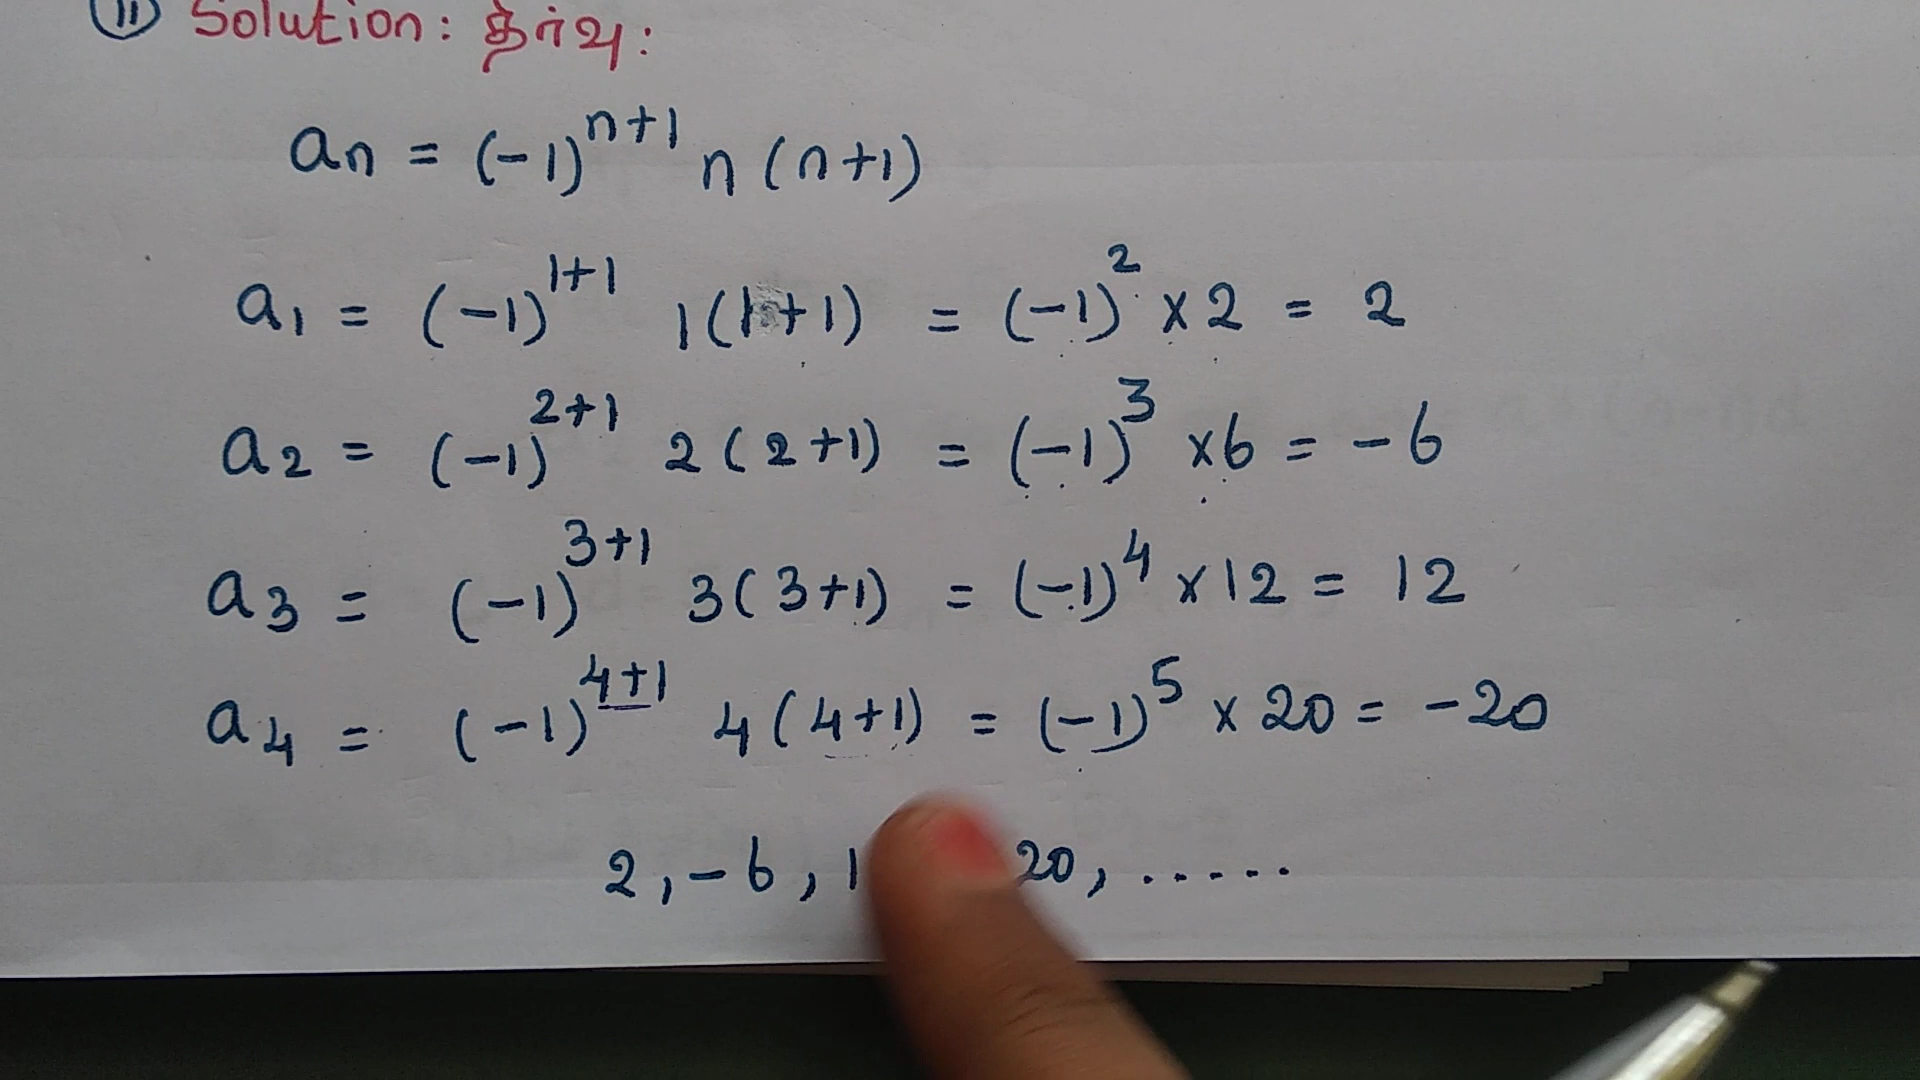 (ii) Solution: தீர்வு:
an = (-1)^n+1 n(n+1)
a1 = (-1)^1+1 1(1+1) = (-1)^2 × 2 = 2
a2 = (-1)^2+1 2(2+1) = (-1)^3 × 6 = -6
a3 = (-1)^3+1 3(3+1) = (-1)^4 × 12 = 12
a4 = (-1)^4+1 4(4+1) = (-1)^5 × 20 = -20
2, -6, 1 20, .....